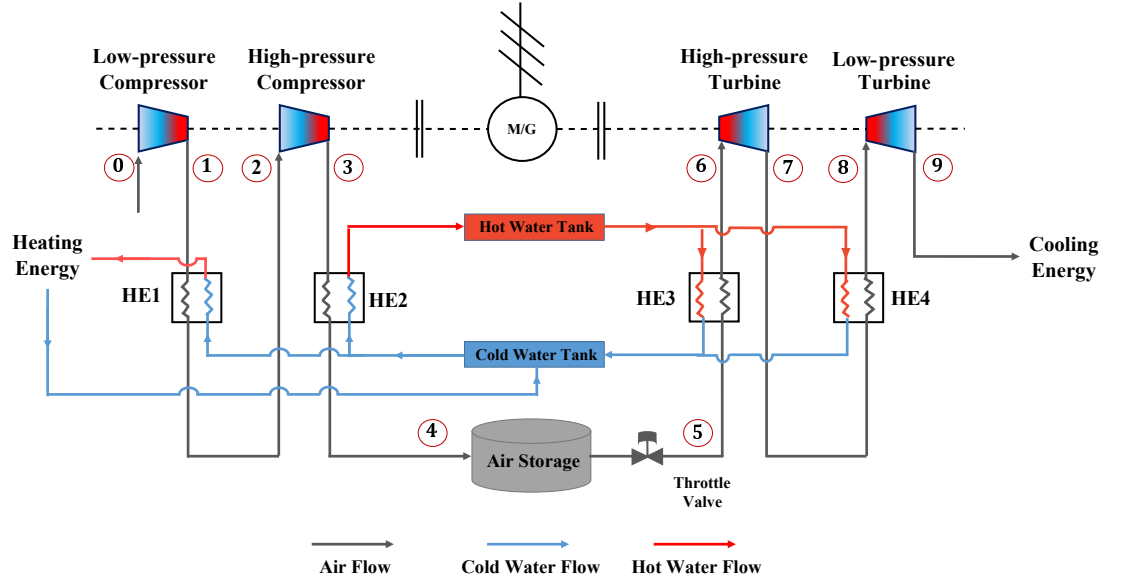 Low-pressure
Compressor
High-pressure
Compressor
High-pressure
Turbine
Low-pressure
Turbine
M/G
0
1
2
3
6
7
8
9
Hot Water Tank
Heating
Energy
Cooling
Energy
HE1
HE2
HE3
HE4
Cold Water Tank
4
5
Air Storage
Throttle
Valve
Air Flow
Cold Water Flow
Hot Water Flow